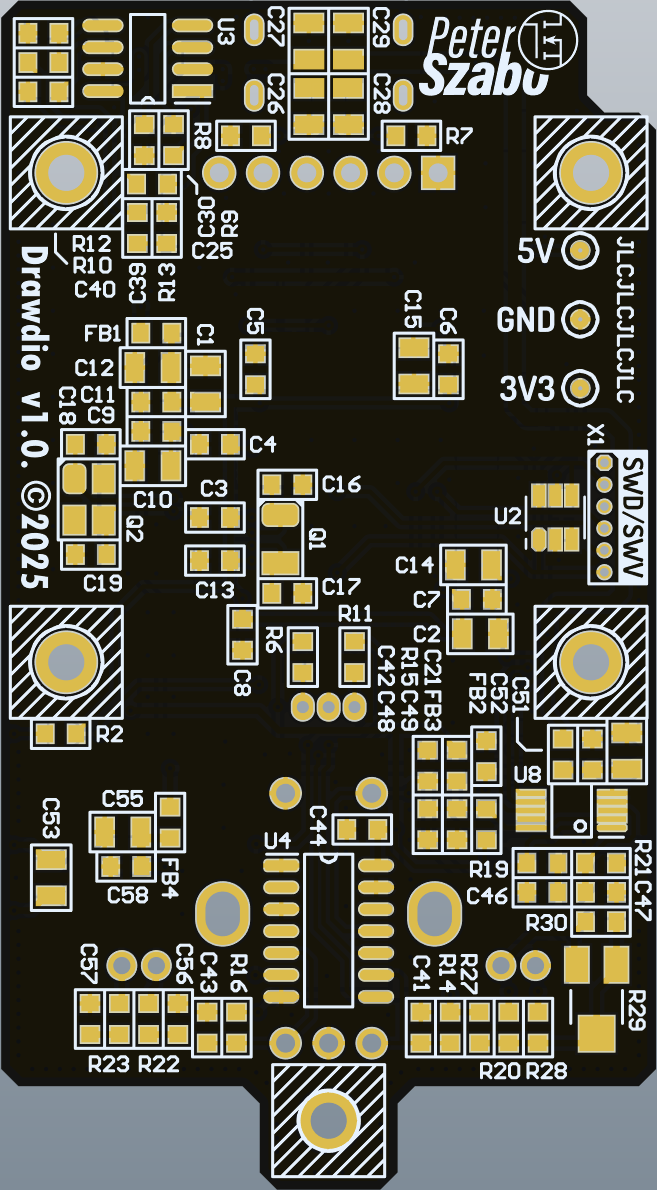 U3
C27
C29
Peter
Szabo
C26
C28
R8
R7
C30
R9
R12
R10
C40
C39
R13
C25
5V
JLCJLCJLCJLC
GND
3V3
Drawdio v1.0. ©2025
FB1
C1
C5
C15
C6
C12
C11
C9
C18
C4
X1
SWD/SWV
C10
C3
C16
U2
Q2
Q1
C19
C13
C17
C14
C7
C2
C8
R6
R11
C42
C48
R15
C49
C21
FB3
FB2
C52
C51
R2
U8
C53
C55
C58
FB4
C44
U4
R19
C46
R21
C47
R30
C57
C56
C43
R16
C41
R14
R27
R29
R23
R22
R20
R28